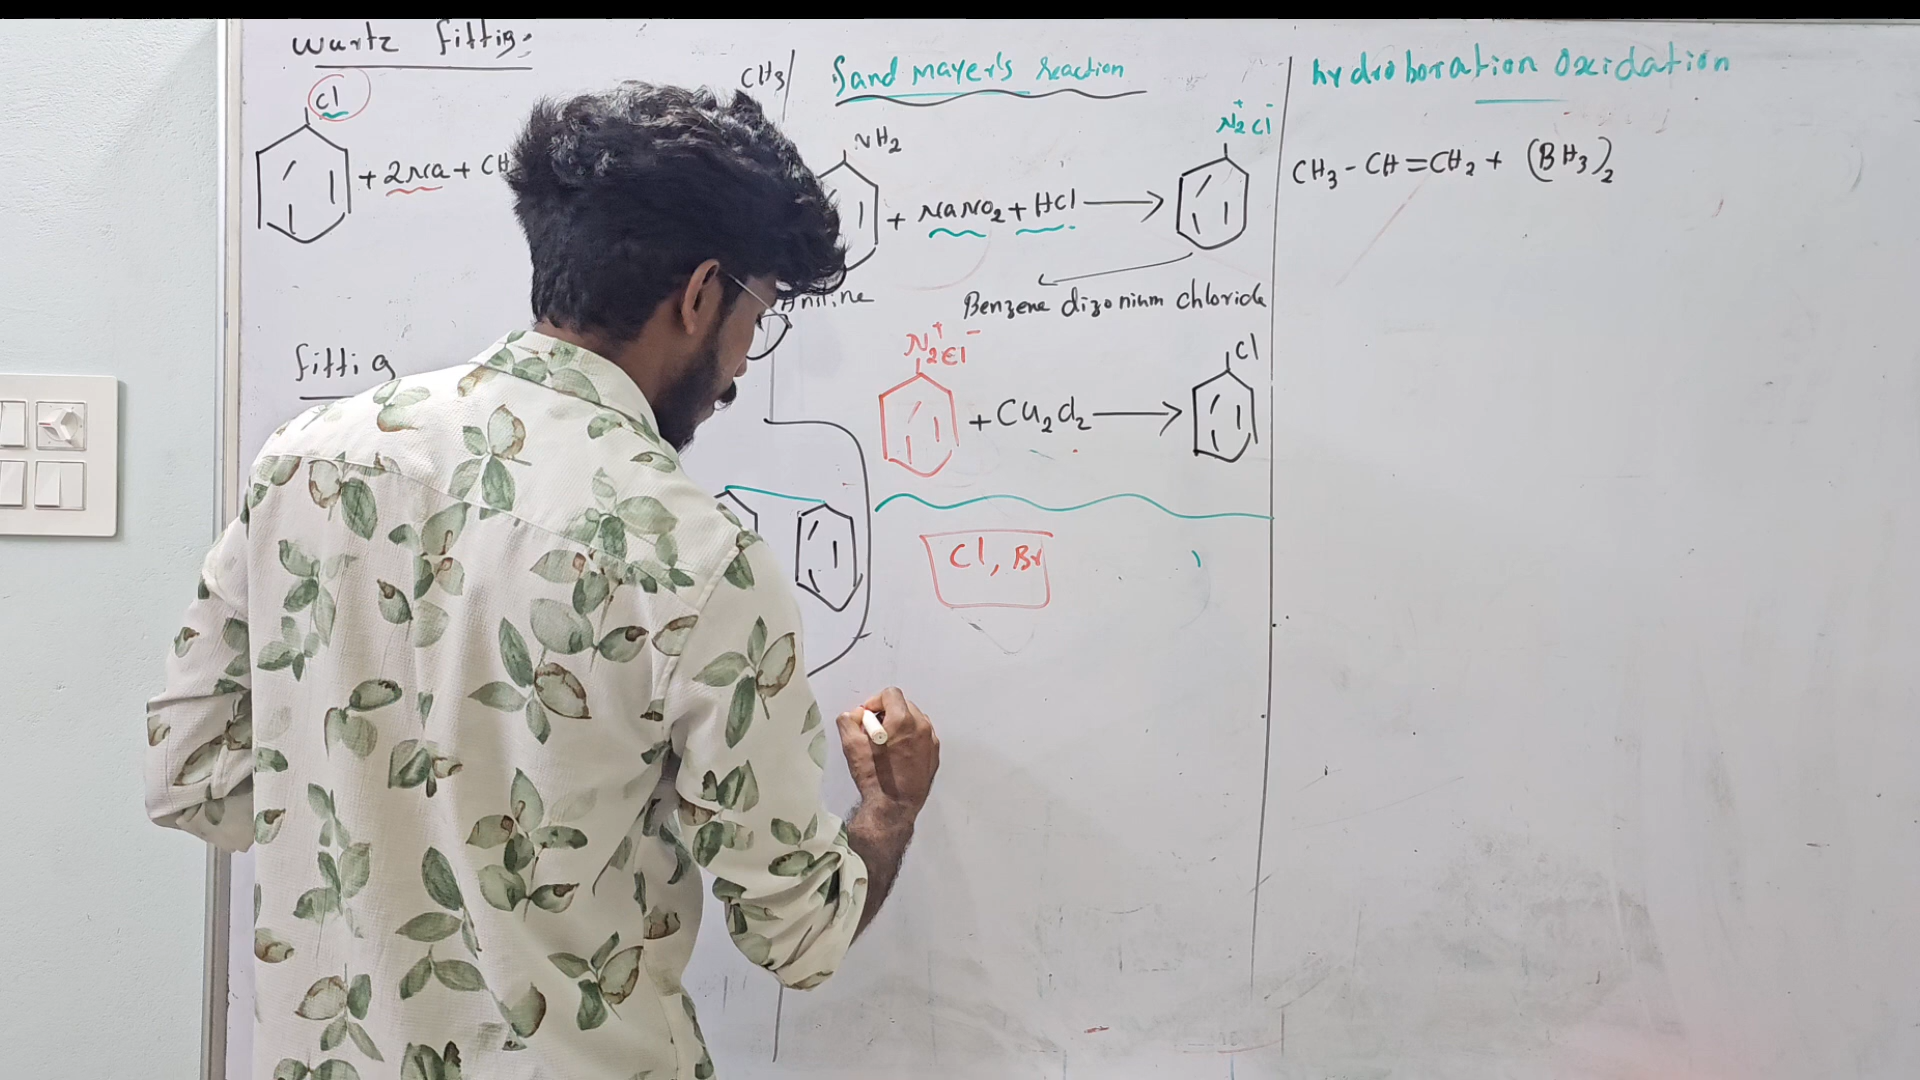 Wurtz fittig.
Cl
+ 2Na + CH
CH3
fittig
Sand mayer's reaction
NH2
+ NaNO2 + HCl ⟶
N2+Cl-
Aniline
Benzene dizonium chloride
N2+Cl-
+ Cu2Cl2 ⟶
Cl
Cl, Br
hydroboration Oxidation
CH3 - CH = CH2 + (BH3)2